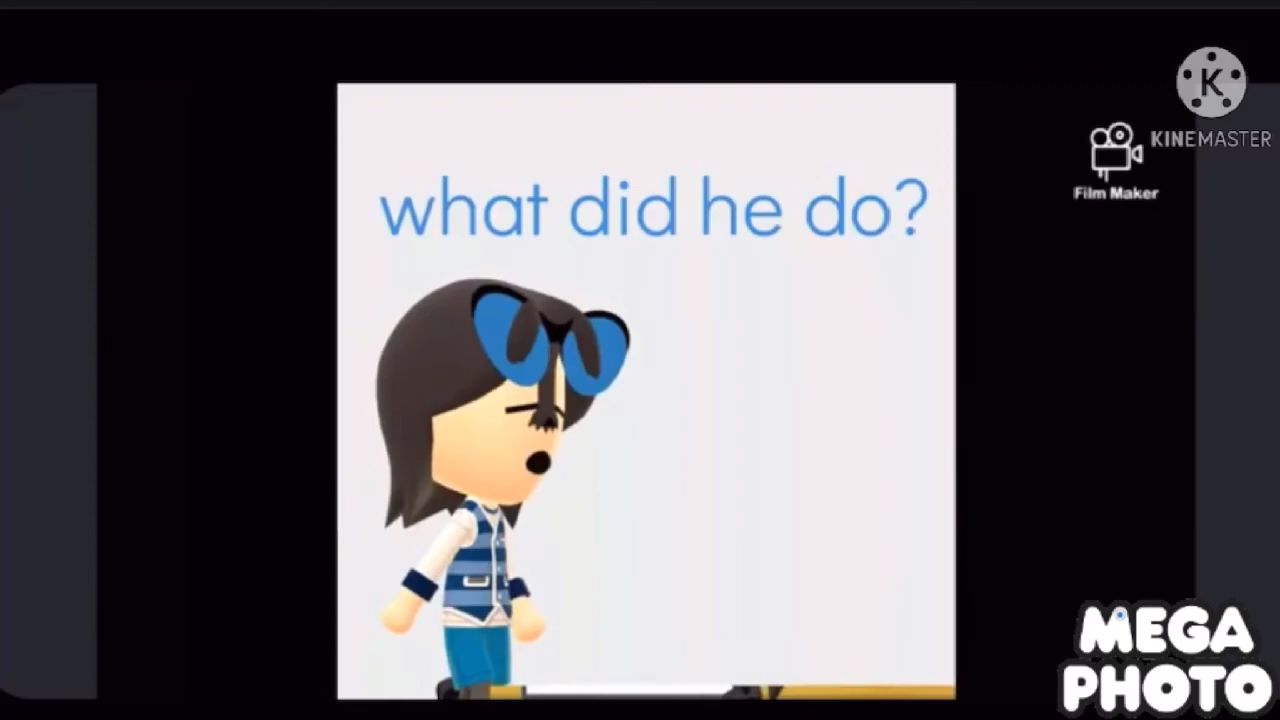 what did he do?
K
KINEMASTER
Film Maker
MEGA
PHOTO